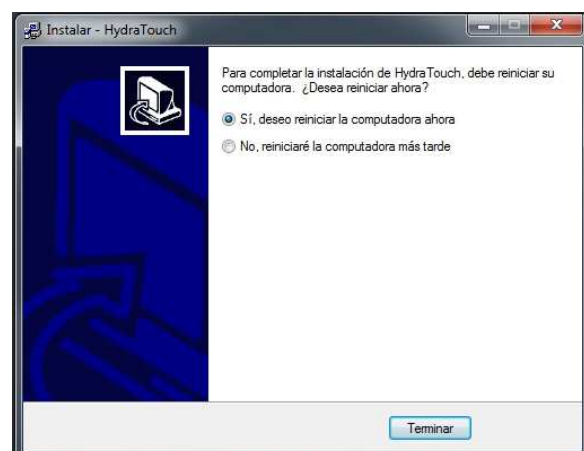 Instalar - HydraTouch
Para completar la instalación de HydraTouch, debe reiniciar su
computadora. ¿Desea reiniciar ahora?
Sí, deseo reiniciar la computadora ahora
No, reiniciaré la computadora más tarde
Terminar